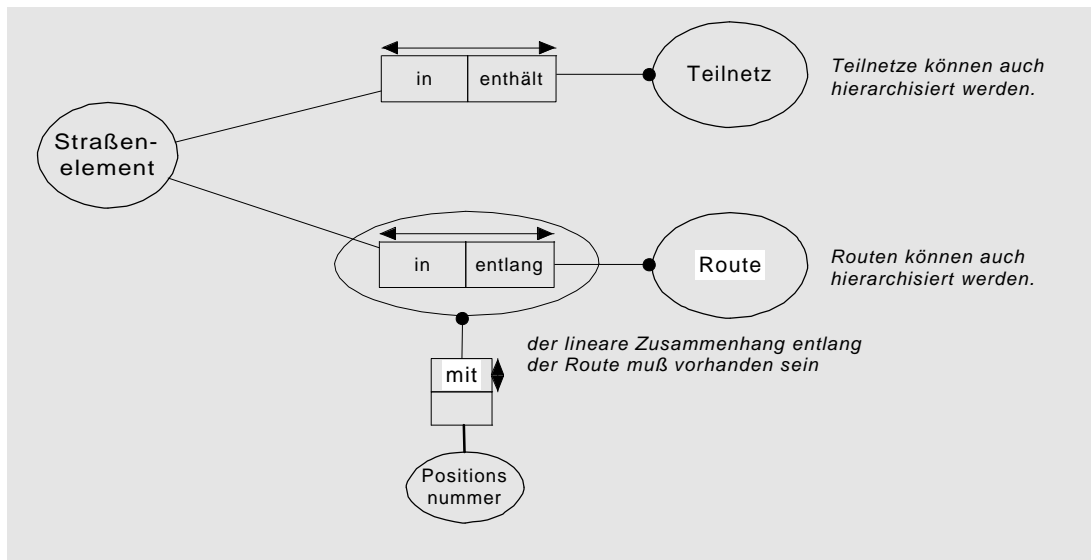 in
enthält
Teilnetz
Teilnetze können auch
hierarchisiert werden.
Straßen-
element
in
entlang
Route
Routen können auch
hierarchisiert werden.
der lineare Zusammenhang entlang
der Route muß vorhanden sein
mit
Positions
nummer